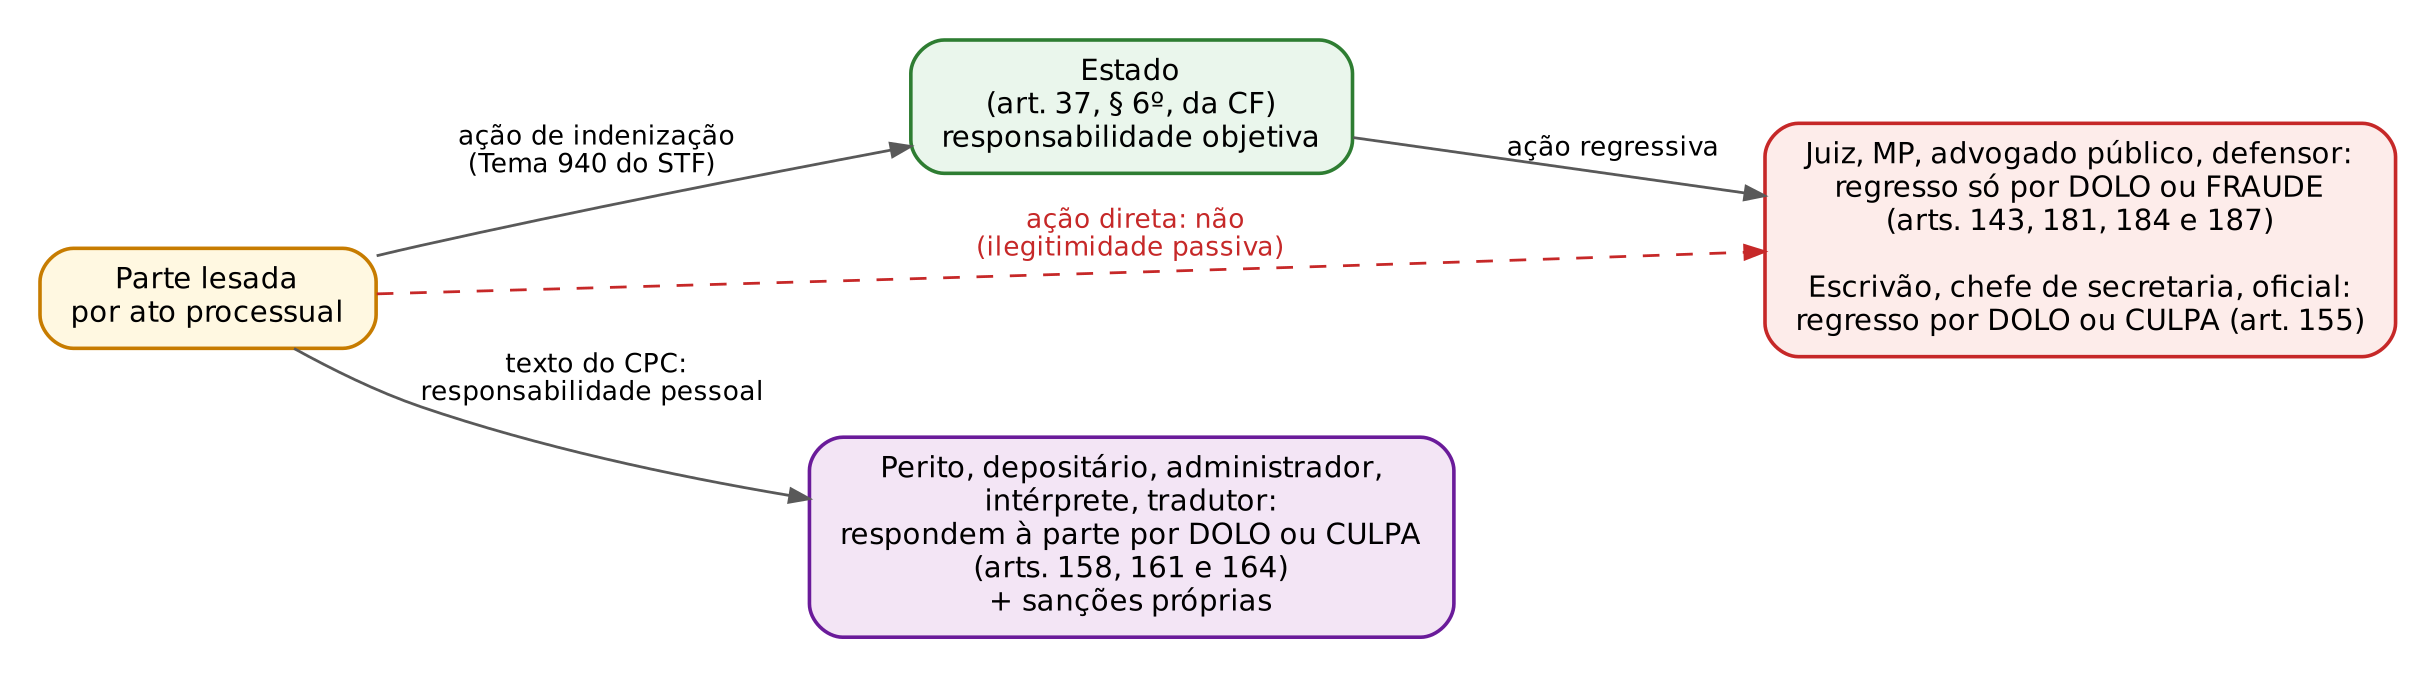 Estado
(art. 37, § 6º, da CF)
responsabilidade objetiva
ação de indenização
(Tema 940 do STF)
ação regressiva
Juiz, MP, advogado público, defensor:
regresso só por DOLO ou FRAUDE
(arts. 143, 181, 184 e 187)
Escrivão, chefe de secretaria, oficial:
regresso por DOLO ou CULPA (art. 155)
ação direta: não
(ilegitimidade passiva)
Parte lesada
por ato processual
texto do CPC:
responsabilidade pessoal
Perito, depositário, administrador,
intérprete, tradutor:
respondem à parte por DOLO ou CULPA
(arts. 158, 161 e 164)
+ sanções próprias